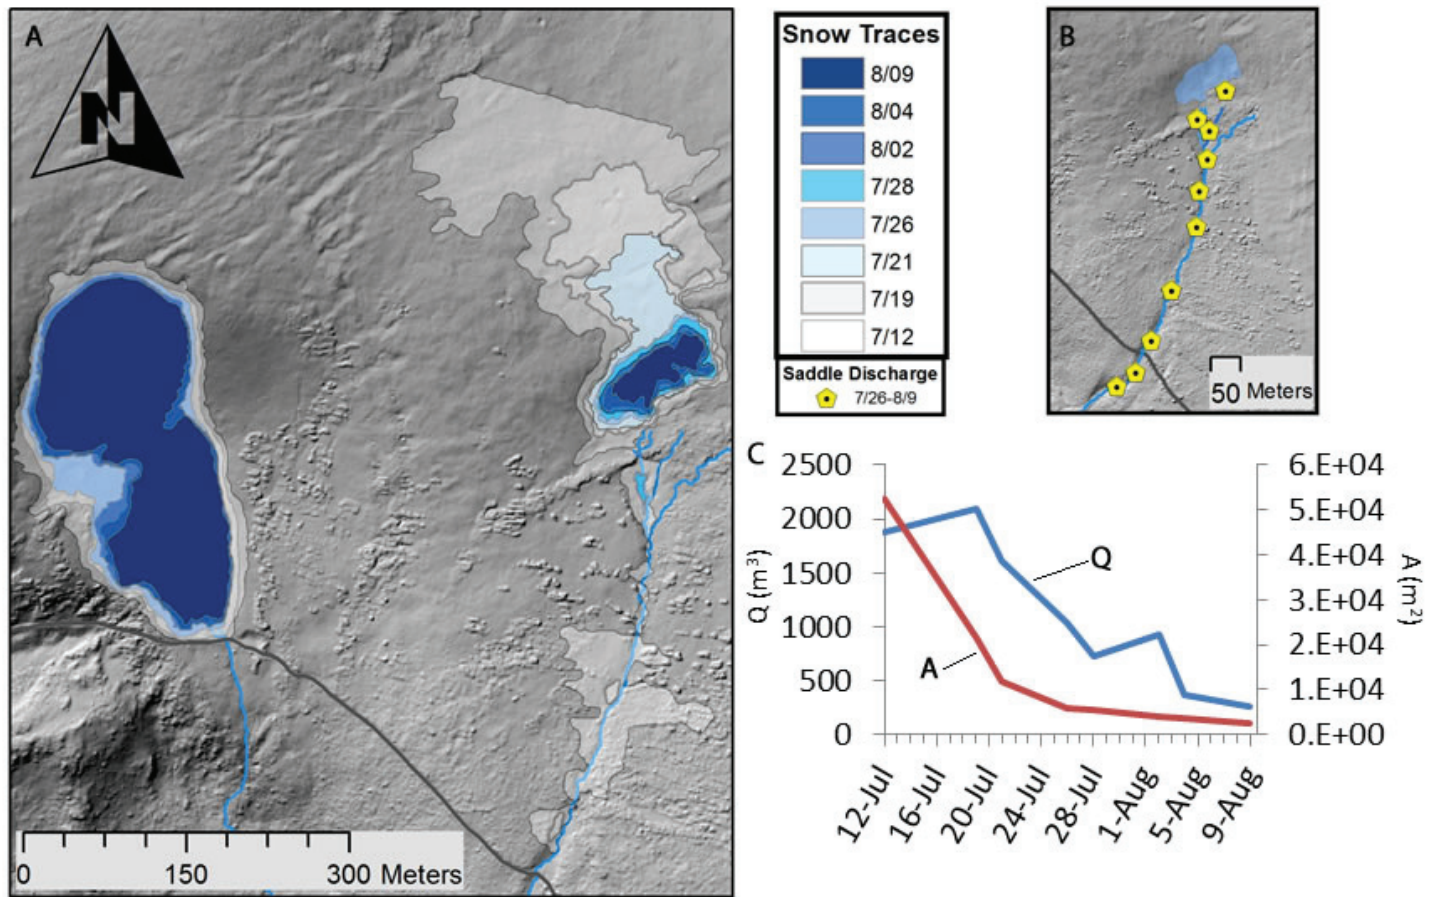 A
N
0 150 300 Meters
Snow Traces
8/09
8/04
8/02
7/28
7/26
7/21
7/19
7/12
Saddle Discharge
7/26-8/9
B
50 Meters
C
Q (m³)
2500
2000
1500
1000
500
0
Q
A
6.E+04
5.E+04
4.E+04
3.E+04
2.E+04
1.E+04
0.E+00
A (m²)
12-Jul
16-Jul
20-Jul
24-Jul
28-Jul
1-Aug
5-Aug
9-Aug